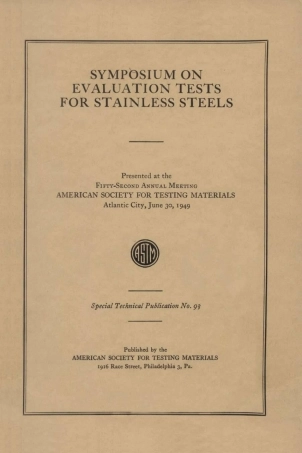 SYMPOSIUM ON
EVALUATION TESTS
FOR STAINLESS STEELS
Presented at the
FIFTY-SECOND ANNUAL MEETING
AMERICAN SOCIETY FOR TESTING MATERIALS
Atlantic City, June 30, 1949
ASTM
Special Technical Publication No. 93
Published by the
AMERICAN SOCIETY FOR TESTING MATERIALS
1916 Race Street, Philadelphia 3, Pa.